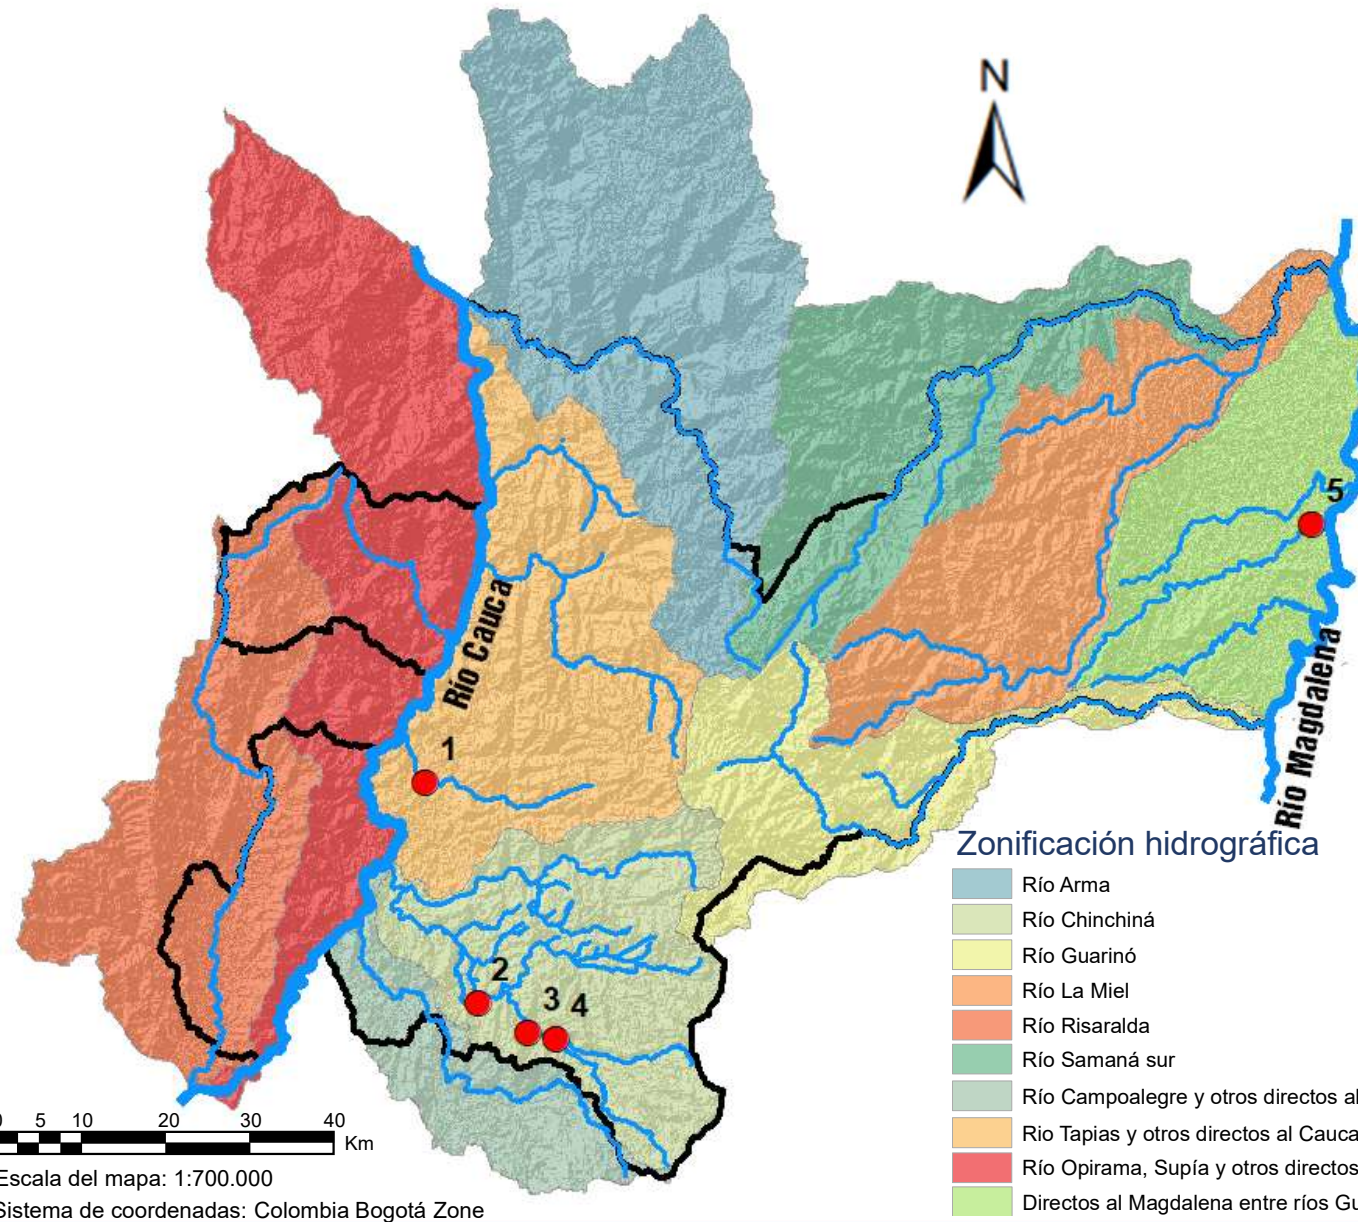 N
5
Río Cauca
Río Magdalena
1
2
3
4
Zonificación hidrográfica
Río Arma
Río Chinchiná
Río Guarinó
Río La Miel
Río Risaralda
Río Samaná sur
Río Campoalegre y otros directos al
Rio Tapias y otros directos al Cauca
Río Opirama, Supía y otros directos
Directos al Magdalena entre ríos Gu
0 5 10 20 30 40
Km
Escala del mapa: 1:700.000
Sistema de coordenadas: Colombia Bogotá Zone